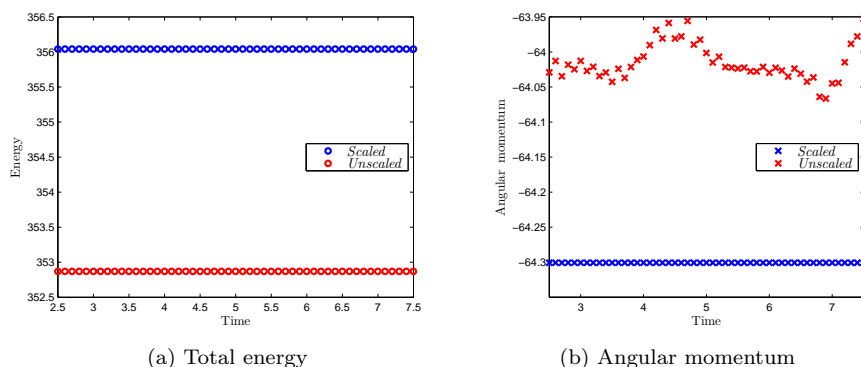 356.5
356
355.5
355
354.5
354
353.5
353
352.5
2.5 3 3.5 4 4.5 5 5.5 6 6.5 7 7.5
Energy
Time
Scaled
Unscaled
(a) Total energy
−63.95
−64
−64.05
−64.1
−64.15
−64.2
−64.25
−64.3
3 4 5 6 7
Angular momentum
Time
Scaled
Unscaled
(b) Angular momentum